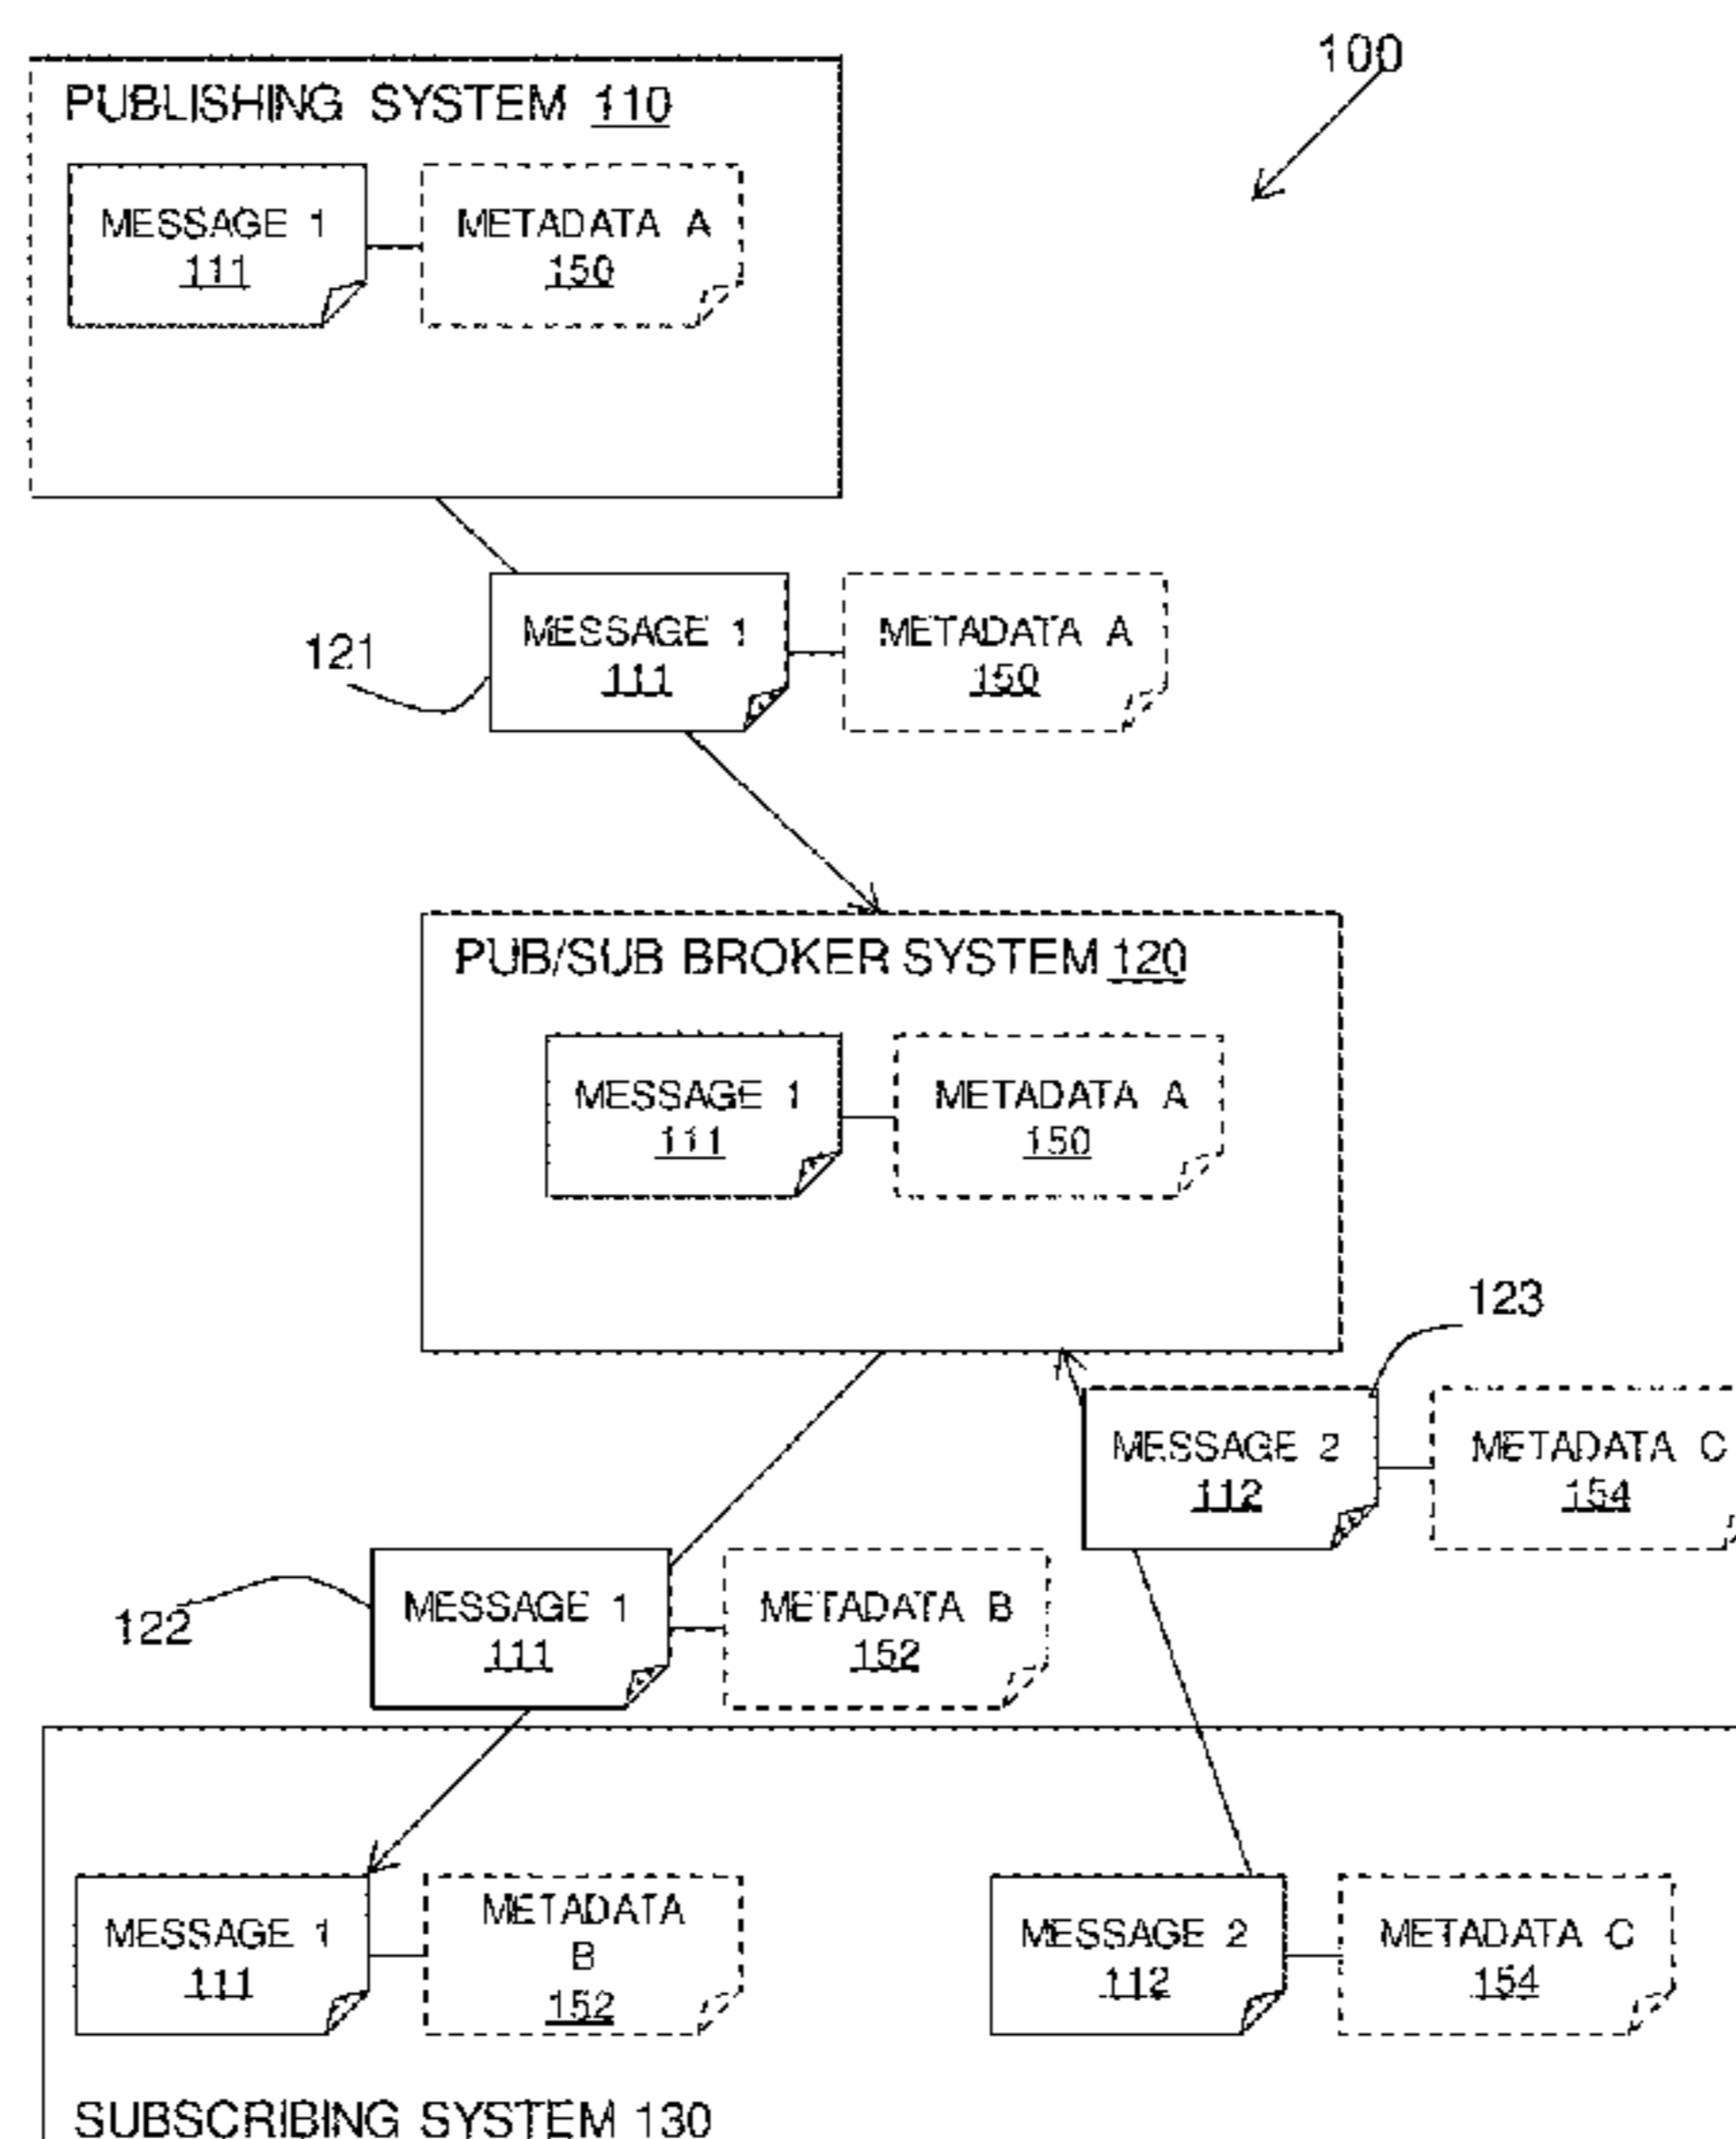 100
PUBLISHING SYSTEM 110
MESSAGE 1
111
METADATA A
150
121
MESSAGE 1
111
METADATA A
150
PUB/SUB BROKER SYSTEM 120
MESSAGE 1
111
METADATA A
150
123
MESSAGE 2
112
METADATA C
154
122
MESSAGE 1
111
METADATA B
152
MESSAGE 1
111
METADATA
B
152
MESSAGE 2
112
METADATA C
154
SUBSCRIBING SYSTEM 130